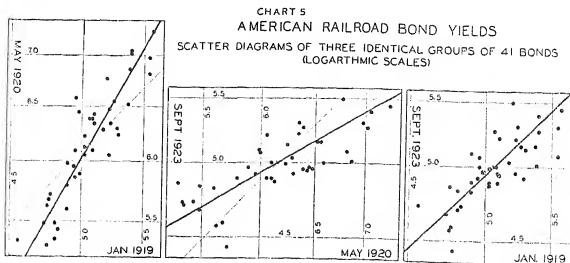 CHART 5
AMERICAN RAILROAD BOND YIELDS
SCATTER DIAGRAMS OF THREE IDENTICAL GROUPS OF 41 BONDS
(LOGARTHMIC SCALES)
MAY 1920
7.0
6.5
6.0
5.5
4.5
5.0
5.5
JAN 1919
SEPT. 1923
5.5
5.0
4.5
5.5
6.0
6.5
7.0
MAY 1920
SEPT. 1923
5.5
5.0
4.5
4.5
5.0
5.5
JAN. 1919